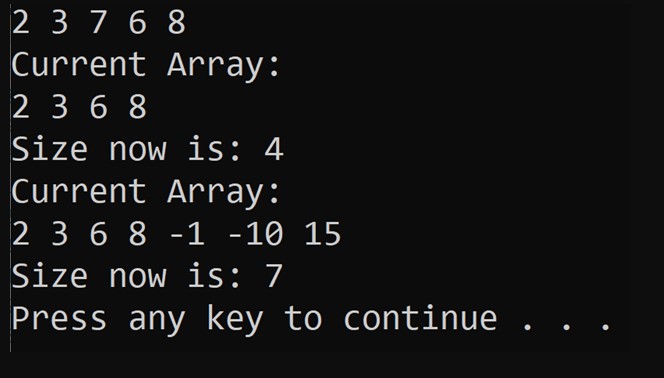 2 3 7 6 8
Current Array:
2 3 6 8
Size now is: 4
Current Array:
2 3 6 8 -1 -10 15
Size now is: 7
Press any key to continue . . .